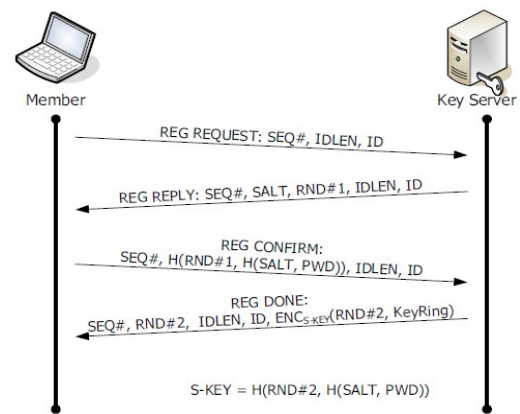 Member
Key Server
REG REQUEST: SEQ#, IDLEN, ID
REG REPLY: SEQ#, SALT, RND#1, IDLEN, ID
REG CONFIRM:
SEQ#, H(RND#1, H(SALT, PWD)), IDLEN, ID
REG DONE:
SEQ#, RND#2, IDLEN, ID, ENCS-KEY(RND#2, KeyRing)
S-KEY = H(RND#2, H(SALT, PWD))